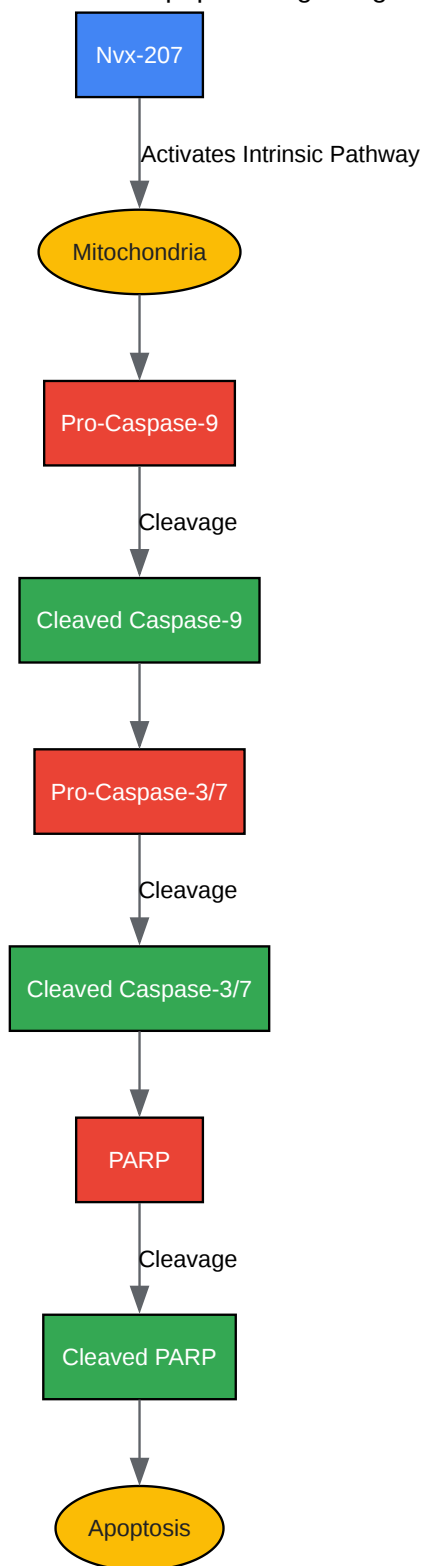 Nvx-207
Activates Intrinsic Pathway
Mitochondria
Pro-Caspase-9
Cleavage
Cleaved Caspase-9
Pro-Caspase-3/7
Cleavage
Cleaved Caspase-3/7
PARP
Cleavage
Cleaved PARP
Apoptosis